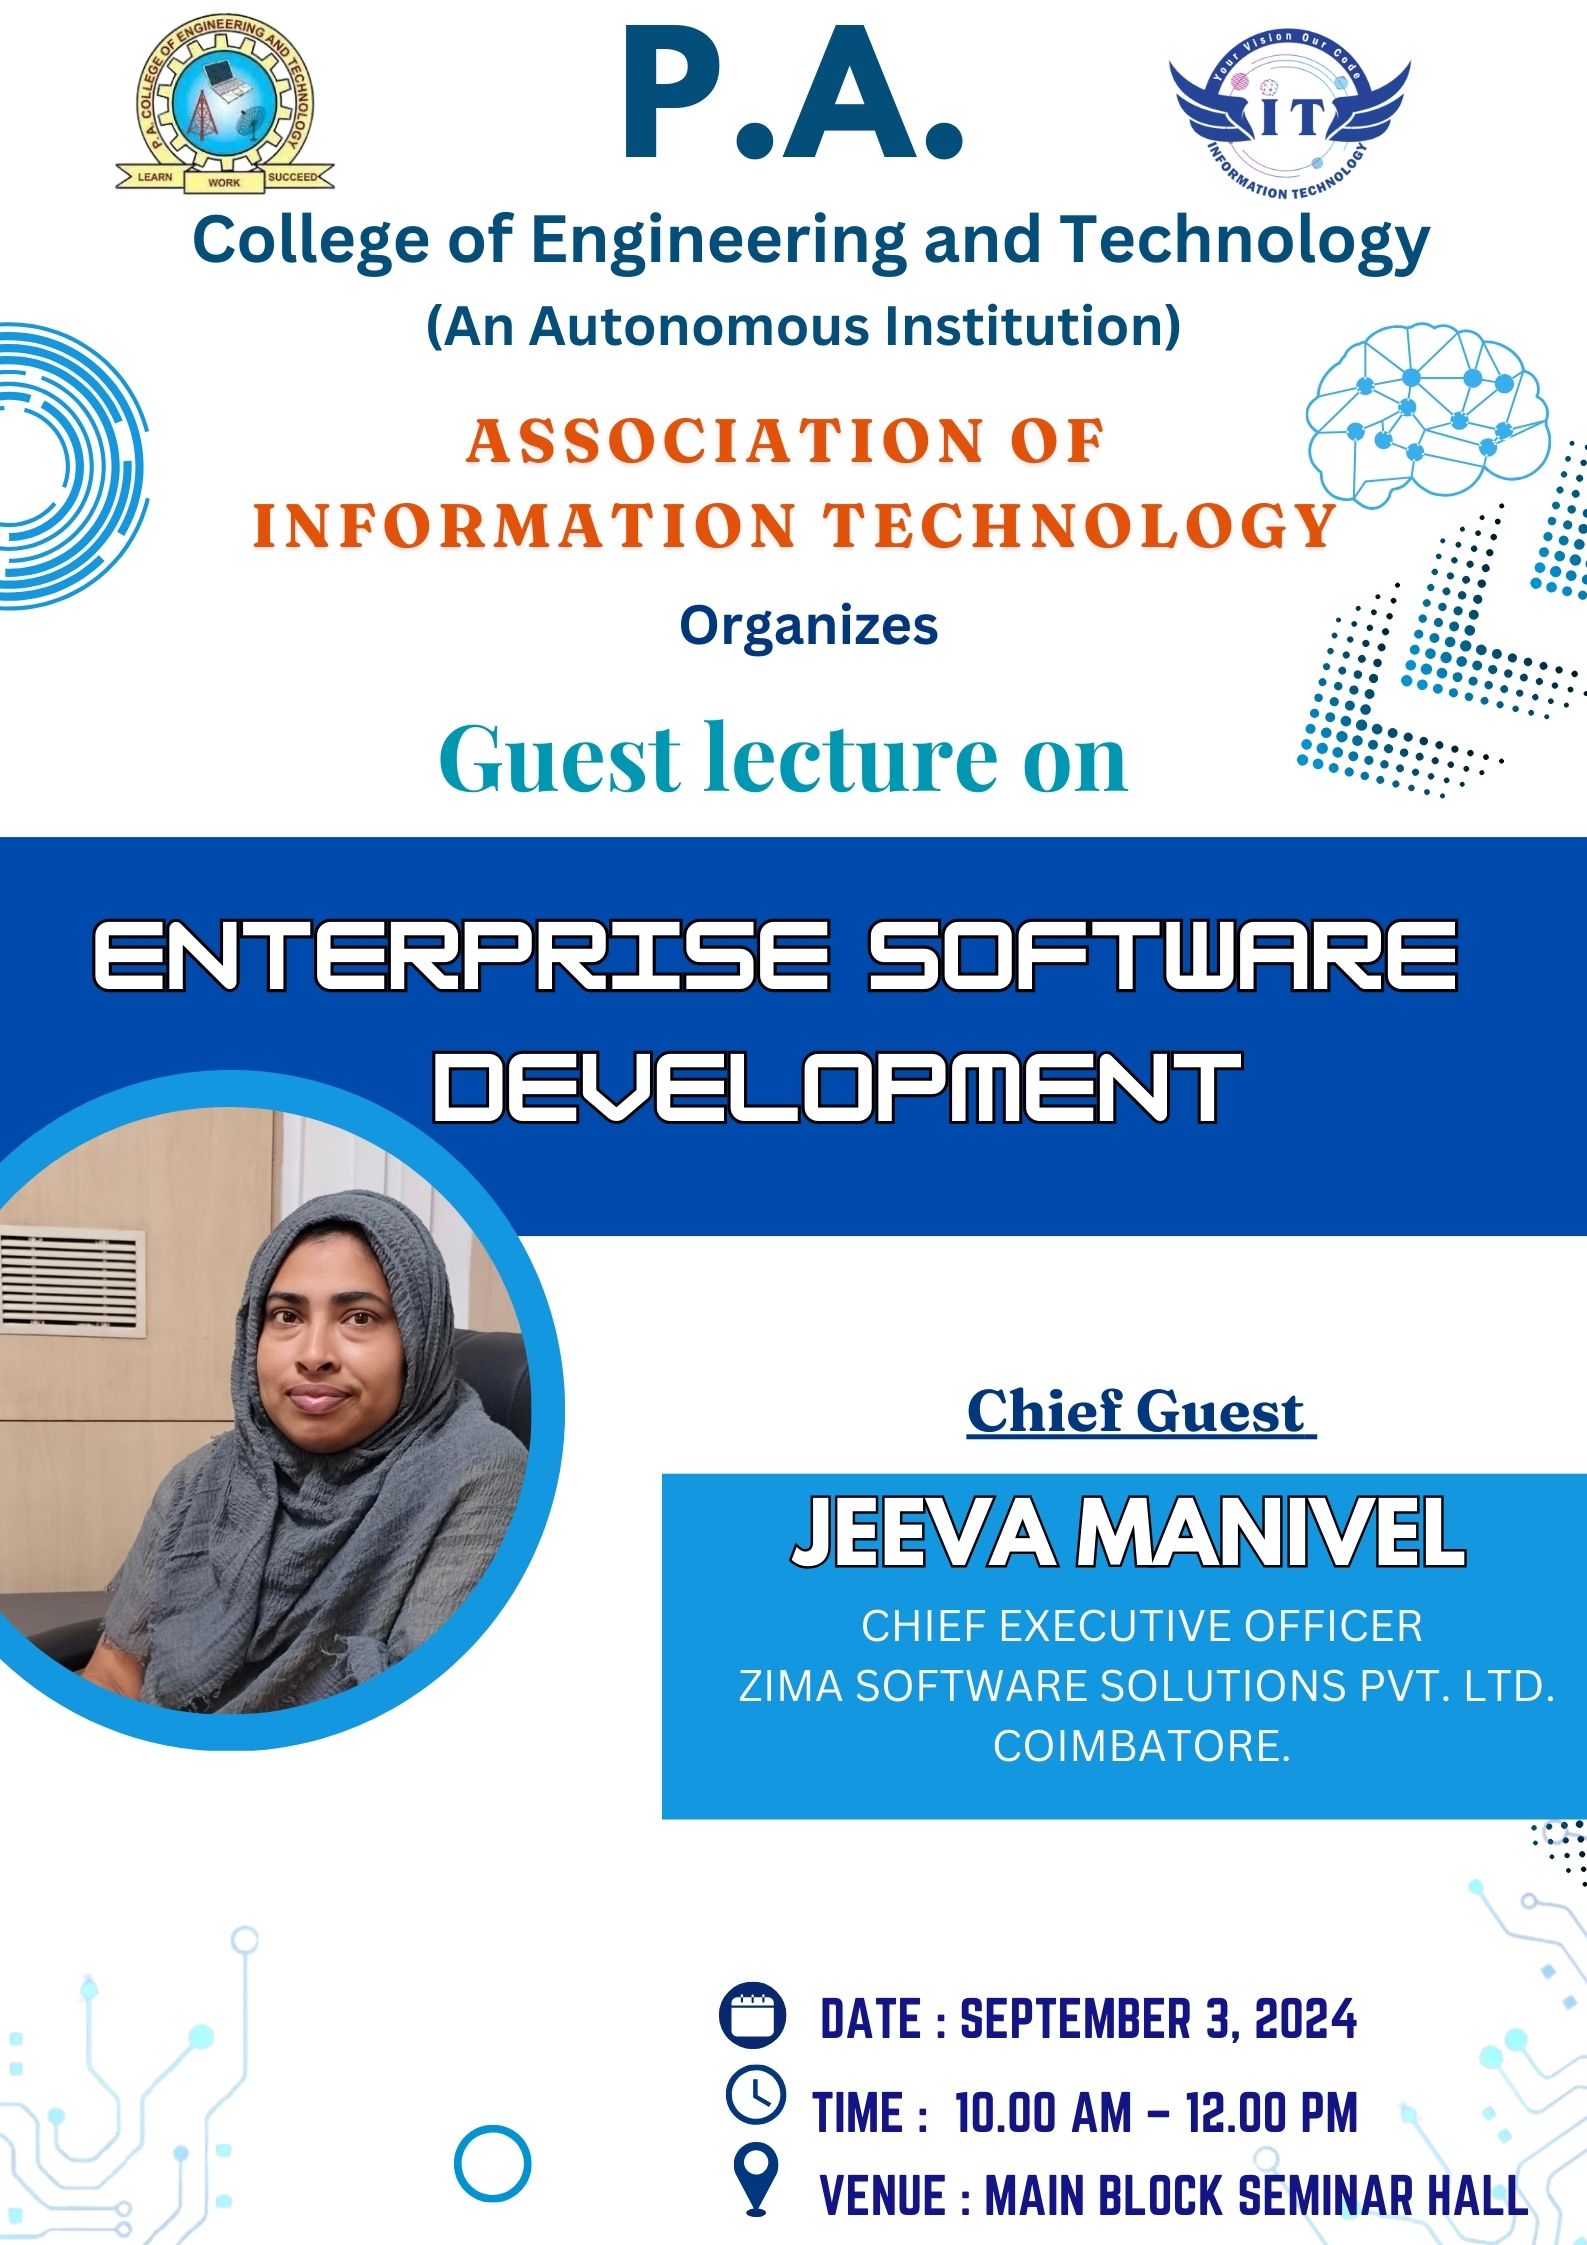 P.A. COLLEGE OF ENGINEERING AND TECHNOLOGY
LEARN WORK SUCCEED
P.A.
Your Vision Our Code
IT
INFORMATION TECHNOLOGY
College of Engineering and Technology
(An Autonomous Institution)
ASSOCIATION OF
INFORMATION TECHNOLOGY
Organizes
Guest lecture on
ENTERPRISE SOFTWARE
DEVELOPMENT
Chief Guest
JEEVA MANIVEL
CHIEF EXECUTIVE OFFICER
ZIMA SOFTWARE SOLUTIONS PVT. LTD.
COIMBATORE.
DATE : SEPTEMBER 3, 2024
TIME : 10.00 AM – 12.00 PM
VENUE : MAIN BLOCK SEMINAR HALL